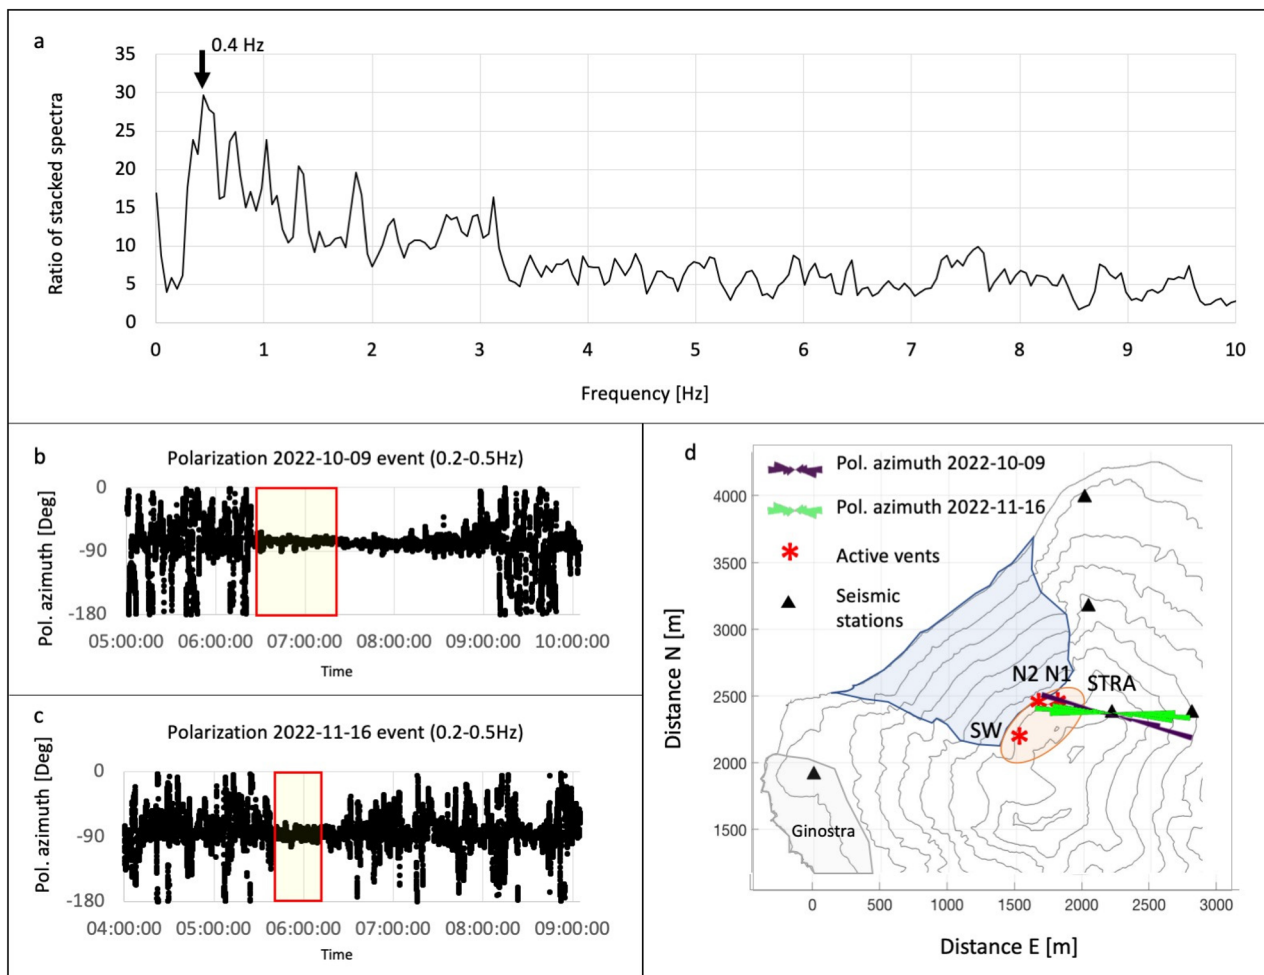 a
0.4 Hz
35
30
25
20
15
10
5
0
Ratio of stacked spectra
0 1 2 3 4 5 6 7 8 9 10
Frequency [Hz]
b
Polarization 2022-10-09 event (0.2-0.5Hz)
Pol. azimuth [Deg]
0
-90
-180
05:00:00 06:00:00 07:00:00 08:00:00 09:00:00 10:00:00
Time
c
Polarization 2022-11-16 event (0.2-0.5Hz)
Pol. azimuth [Deg]
0
-90
-180
04:00:00 05:00:00 06:00:00 07:00:00 08:00:00 09:00:00
Time
d
Pol. azimuth 2022-10-09
Pol. azimuth 2022-11-16
Active vents
Seismic
stations
4000
3500
3000
2500
2000
1500
Distance N [m]
N2 N1
STRA
SW
Ginostra
0 500 1000 1500 2000 2500 3000
Distance E [m]